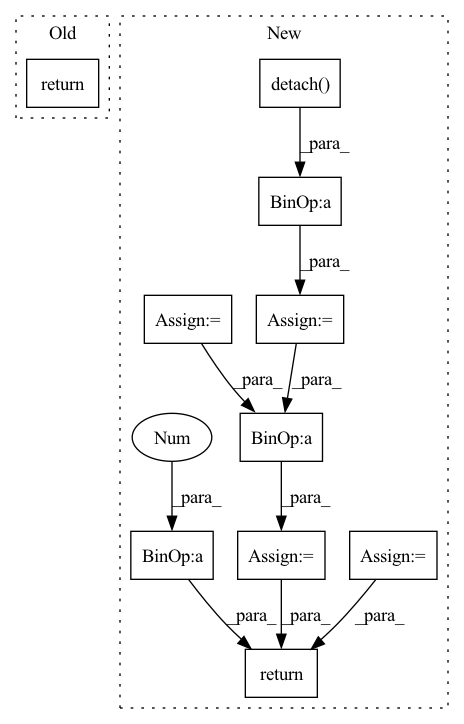 Old
New
return
detach()
_para_
BinOp:a
_para_
Assign:=
Assign:=
_para_
_para_
Num
BinOp:a
_para_
_para_
BinOp:a
Assign:=
Assign:=
_para_
_para_
_para_
return